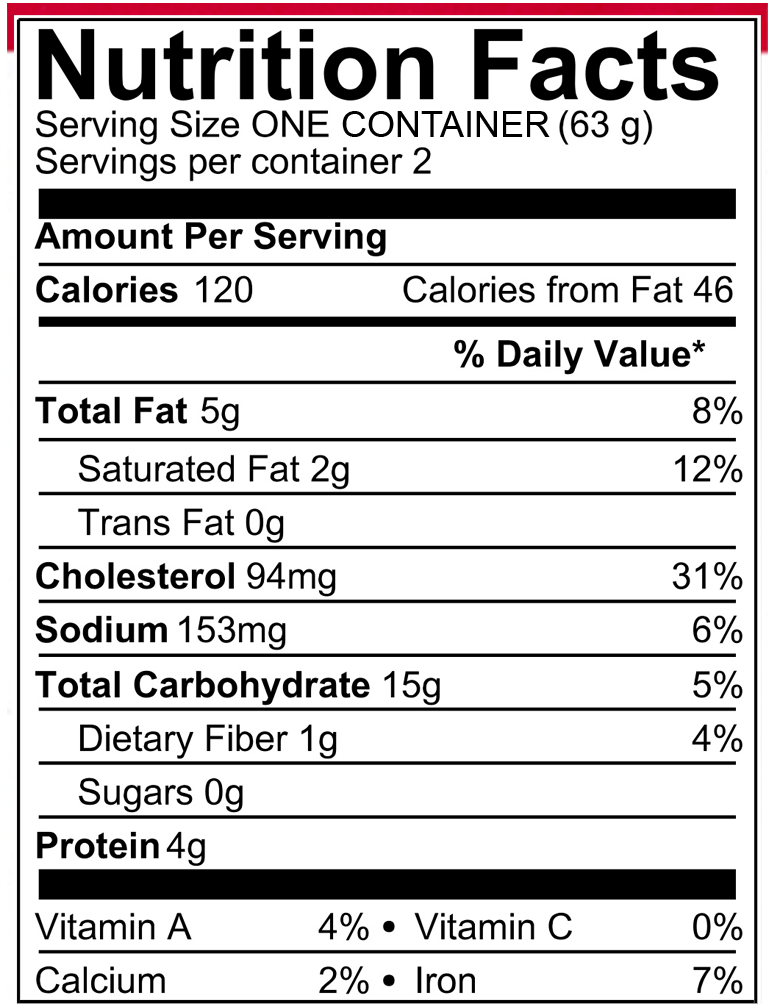 Nutrition Facts
Serving Size ONE CONTAINER (63 g)
Servings per container 2
Amount Per Serving
Calories 120 Calories from Fat 46
% Daily Value*
Total Fat 5g 8%
Saturated Fat 2g 12%
Trans Fat 0g
Cholesterol 94mg 31%
Sodium 153mg 6%
Total Carbohydrate 15g 5%
Dietary Fiber 1g 4%
Sugars 0g
Protein 4g
Vitamin A 4% • Vitamin C 0%
Calcium 2% • Iron 7%